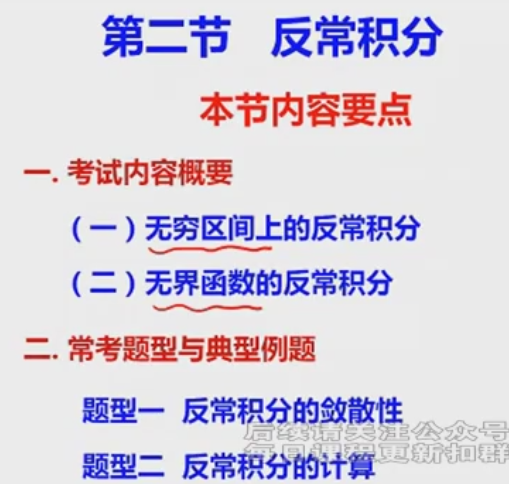 第二节 反常积分
本节内容要点
一. 考试内容概要
（一）无穷区间上的反常积分
（二）无界函数的反常积分
二. 常考题型与典型例题
题型一 反常积分的敛散性
后续请关注公众号
每日课程更新扣群
题型二 反常积分的计算